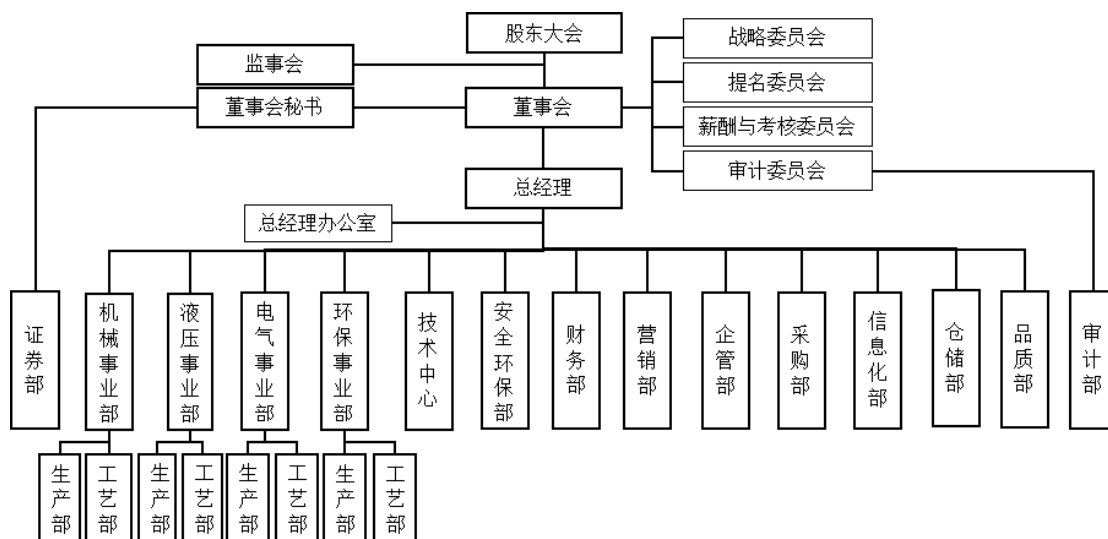 股东大会
战略委员会
监事会
提名委员会
董事会秘书
董事会
薪酬与考核委员会
审计委员会
总经理
总经理办公室
证券部
机械事业部
液压事业部
电气事业部
环保事业部
技术中心
安全环保部
财务部
营销部
企管部
采购部
信息化部
仓储部
品质部
审计部
生产部
工艺部
生产部
工艺部
生产部
工艺部
生产部
工艺部